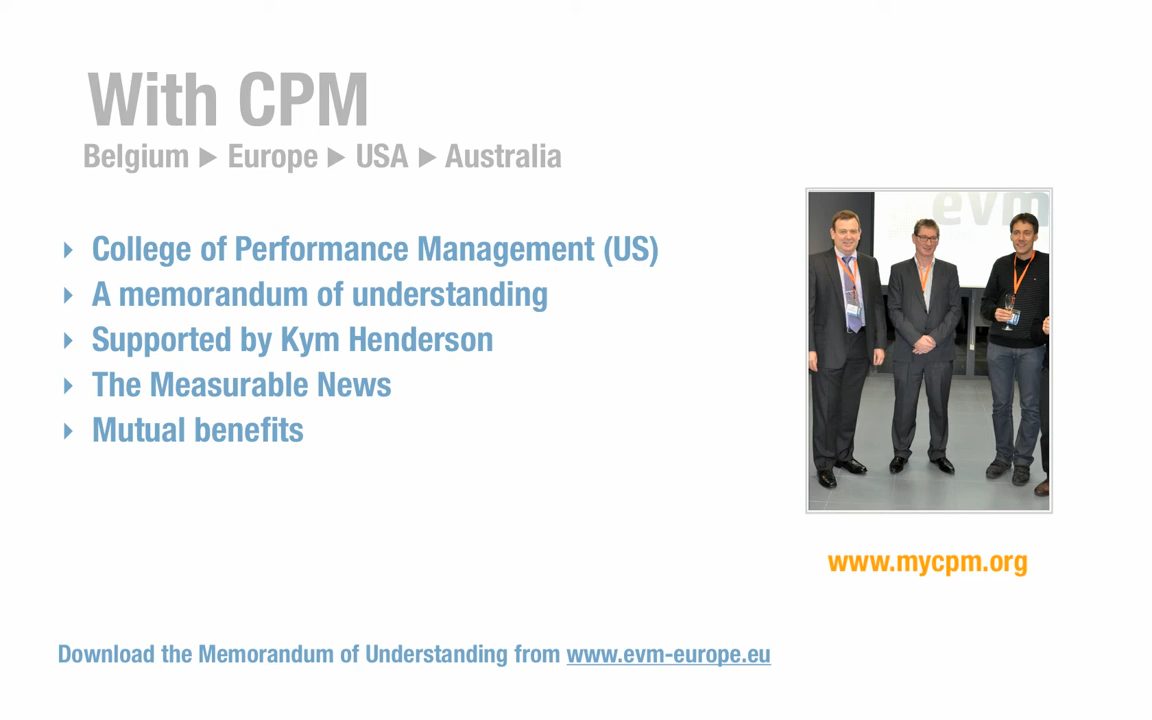 With CPM
Belgium ▶ Europe ▶ USA ▶ Australia
College of Performance Management (US)
A memorandum of understanding
Supported by Kym Henderson
The Measurable News
Mutual benefits
evm
www.mycpm.org
Download the Memorandum of Understanding from www.evm-europe.eu